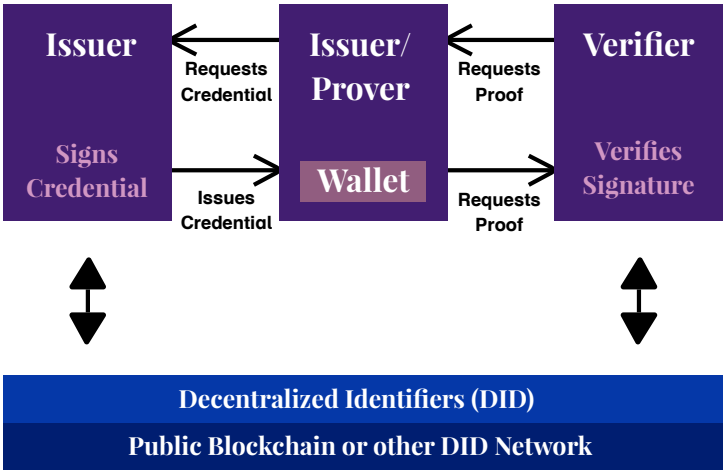 Issuer
Issuer/
Prover
Verifier
Requests
Credential
Requests
Proof
Signs
Credential
Wallet
Verifies
Signature
Issues
Credential
Requests
Proof
Decentralized Identifiers (DID)
Public Blockchain or other DID Network